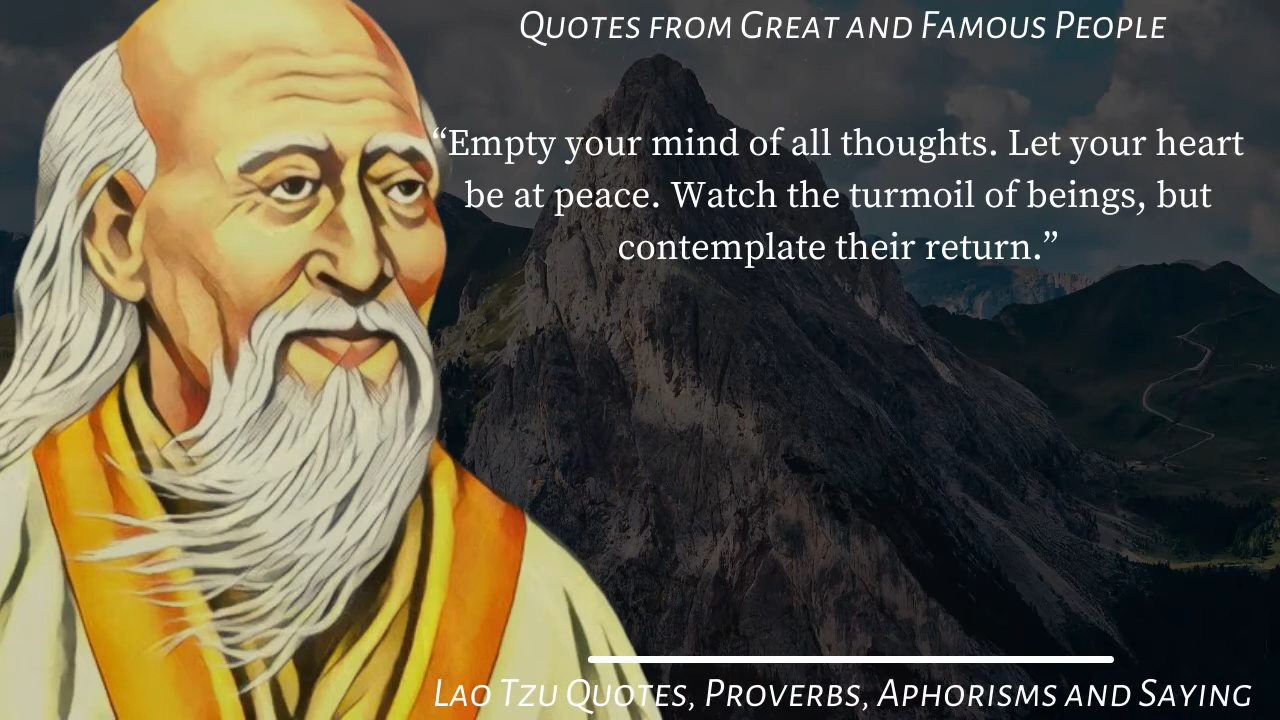 Quotes from Great and Famous People
“Empty your mind of all thoughts. Let your heart
be at peace. Watch the turmoil of beings, but
contemplate their return.”
Lao Tzu Quotes, Proverbs, Aphorisms and Saying